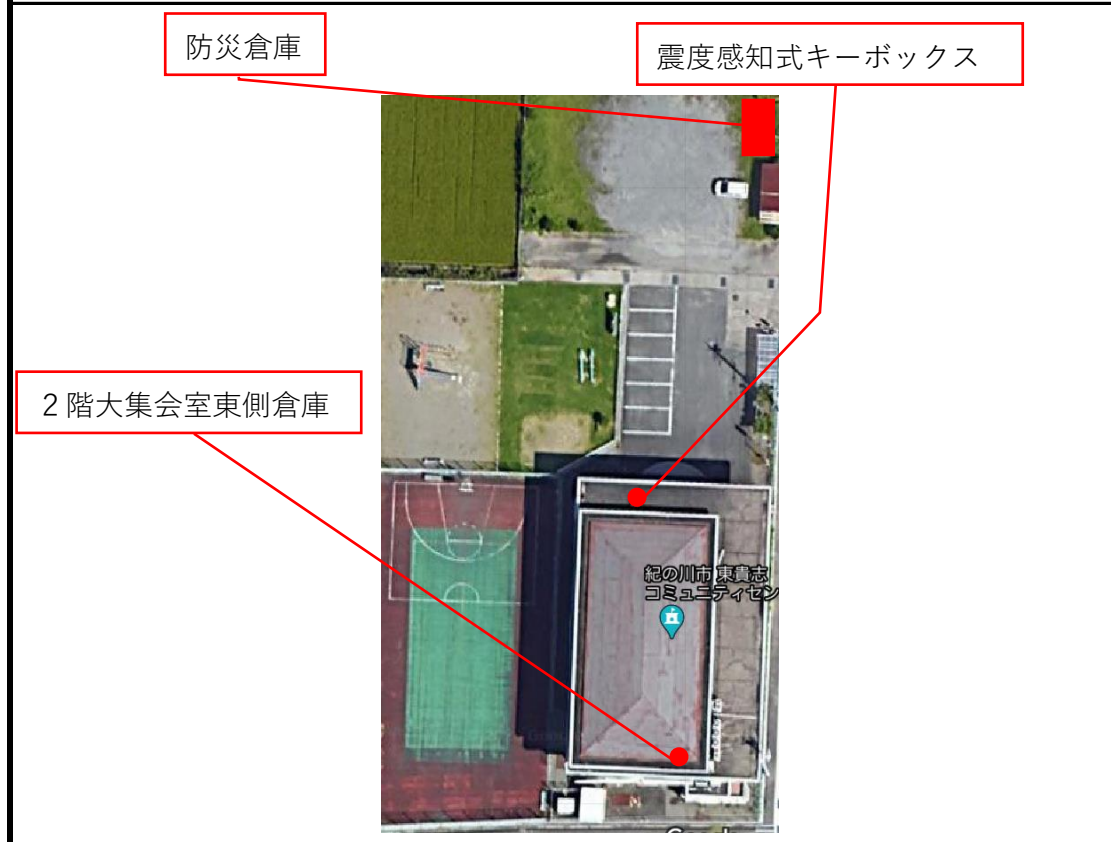 防災倉庫
震度感知式キーボックス
２階大集会室東側倉庫
紀の川市 東貴志
コミュニティセン